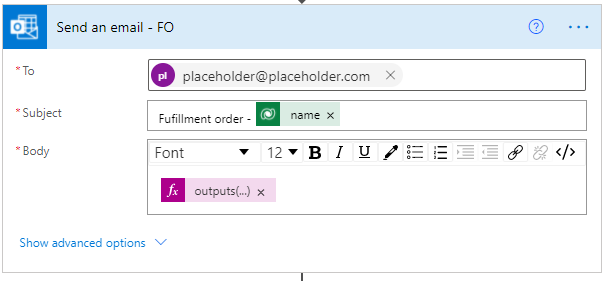 Send an email - FO ? ...
* To
pl placeholder@placeholder.com ×
* Subject
Fufillment order - name ×
* Body
Font 12 B I U </>
fx outputs(...) ×
Show advanced options